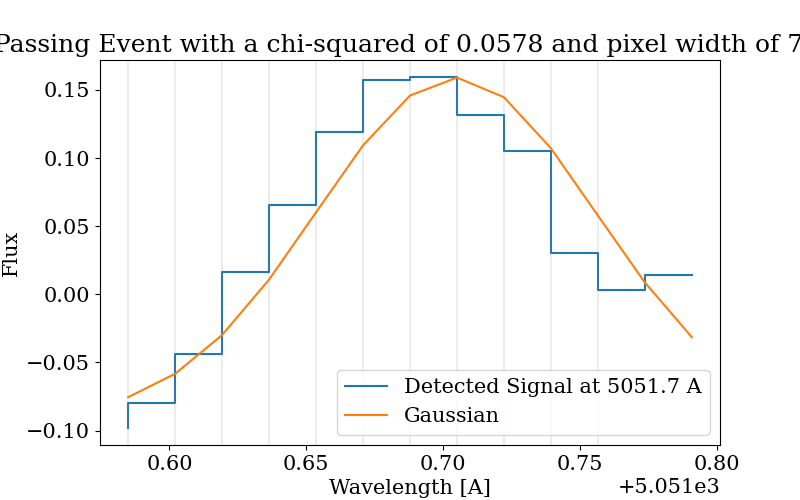 Passing Event with a chi-squared of 0.0578 and pixel width of 7
Flux
0.15
0.10
0.05
0.00
−0.05
−0.10
Detected Signal at 5051.7 A
Gaussian
0.60 0.65 0.70 0.75 0.80
+5.051e3
Wavelength [A]